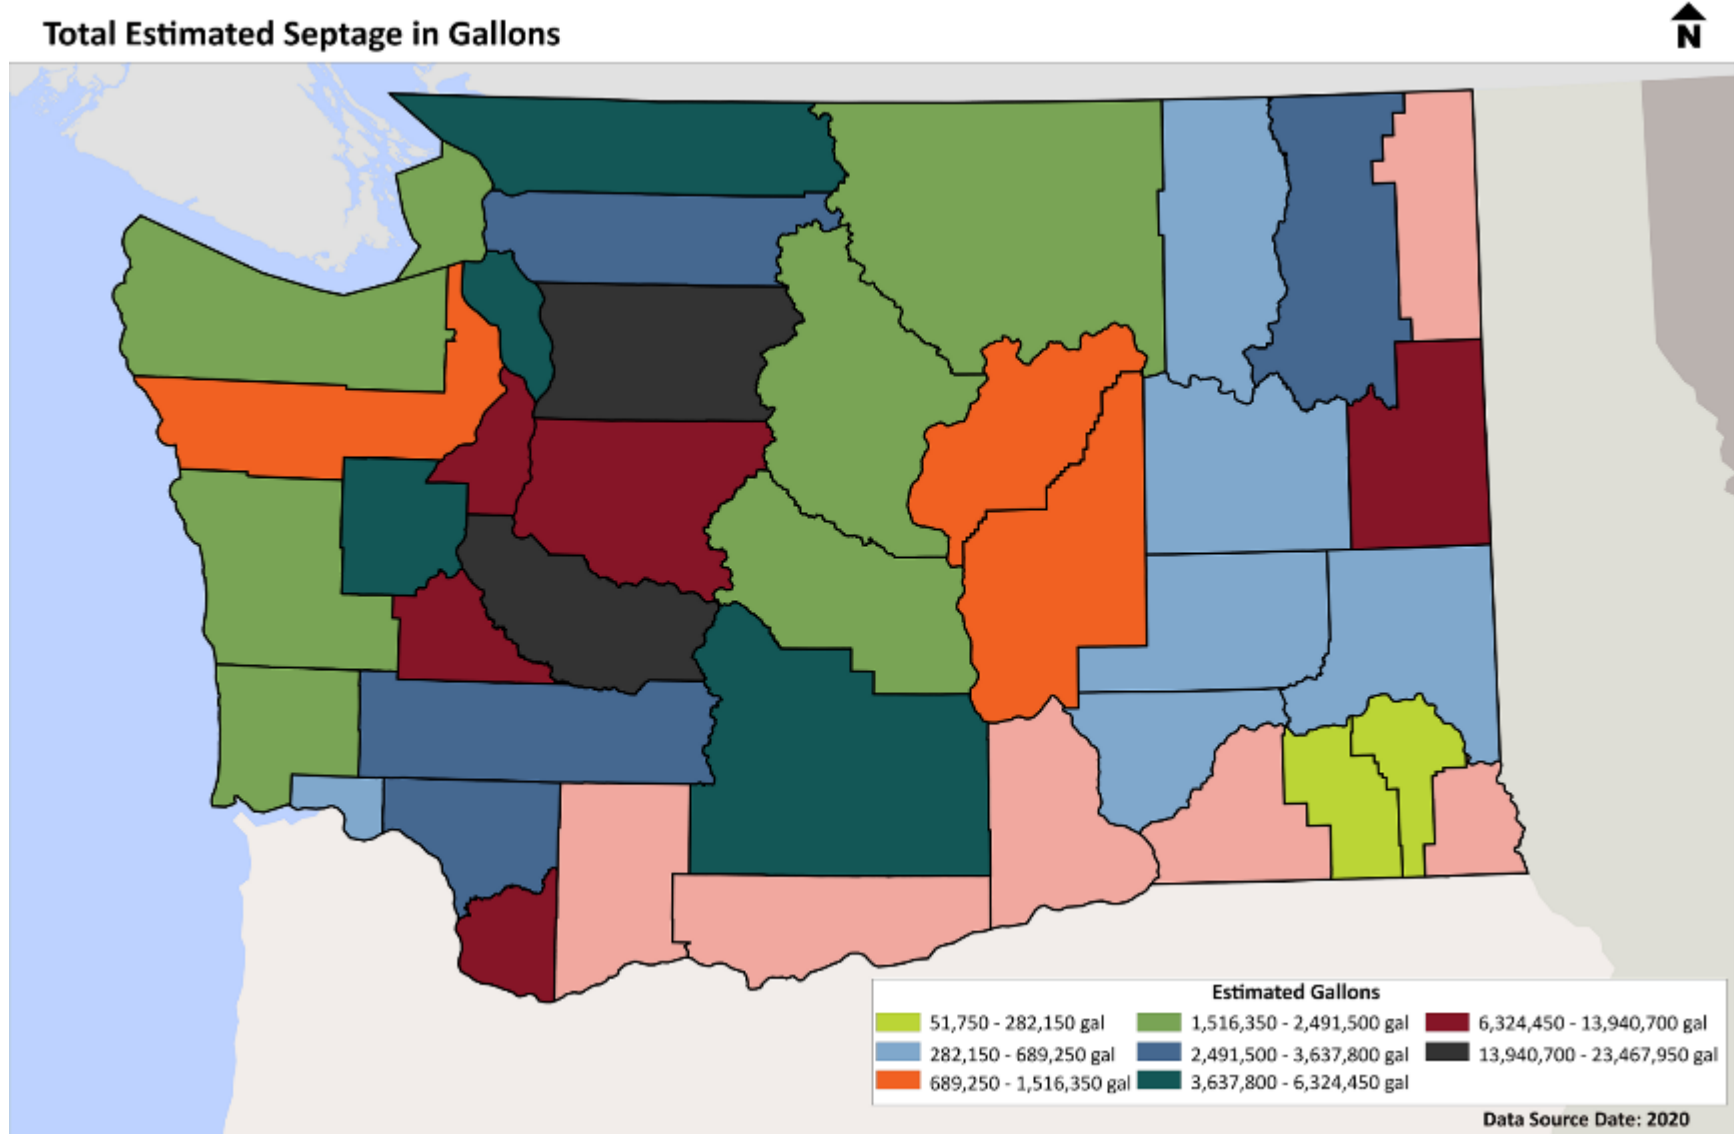 Total Estimated Septage in Gallons
N
Estimated Gallons
51,750 - 282,150 gal
282,150 - 689,250 gal
689,250 - 1,516,350 gal
1,516,350 - 2,491,500 gal
2,491,500 - 3,637,800 gal
3,637,800 - 6,324,450 gal
6,324,450 - 13,940,700 gal
13,940,700 - 23,467,950 gal
Data Source Date: 2020